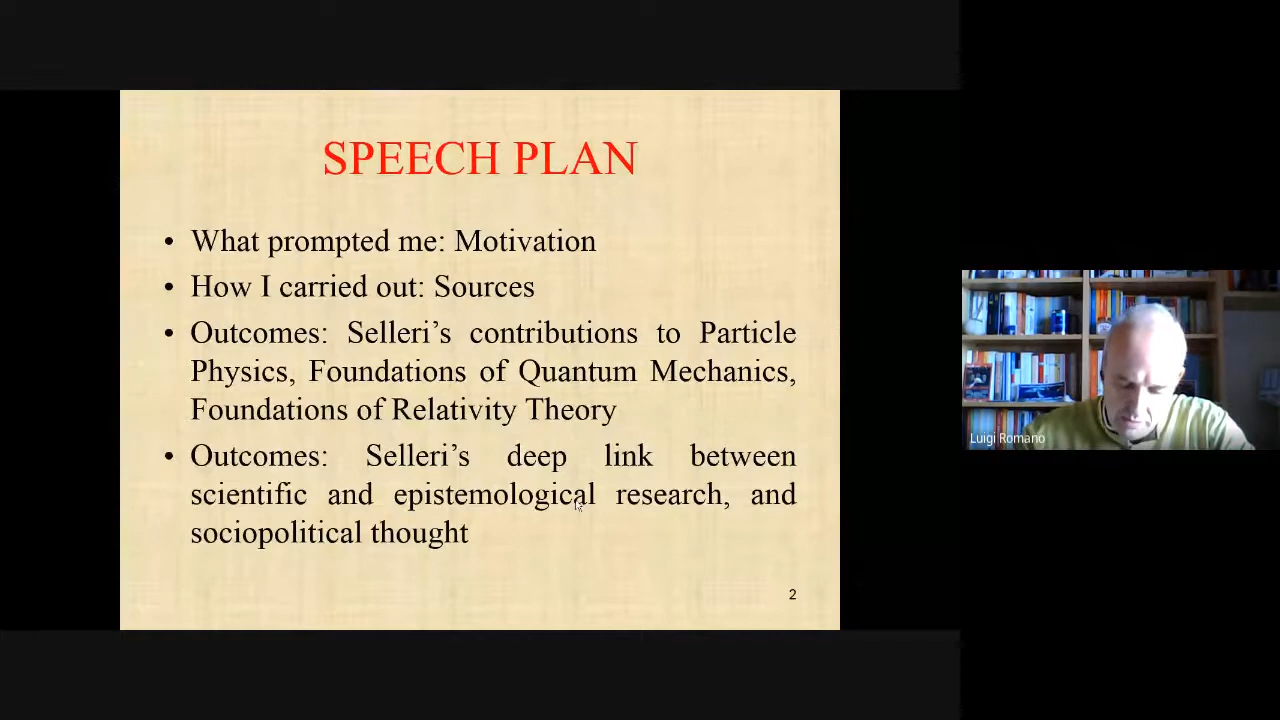 SPEECH PLAN
• What prompted me: Motivation
• How I carried out: Sources
• Outcomes: Selleri’s contributions to Particle
Physics, Foundations of Quantum Mechanics,
Foundations of Relativity Theory
• Outcomes: Selleri’s deep link between
scientific and epistemological research, and
sociopolitical thought
2
Luigi Romano